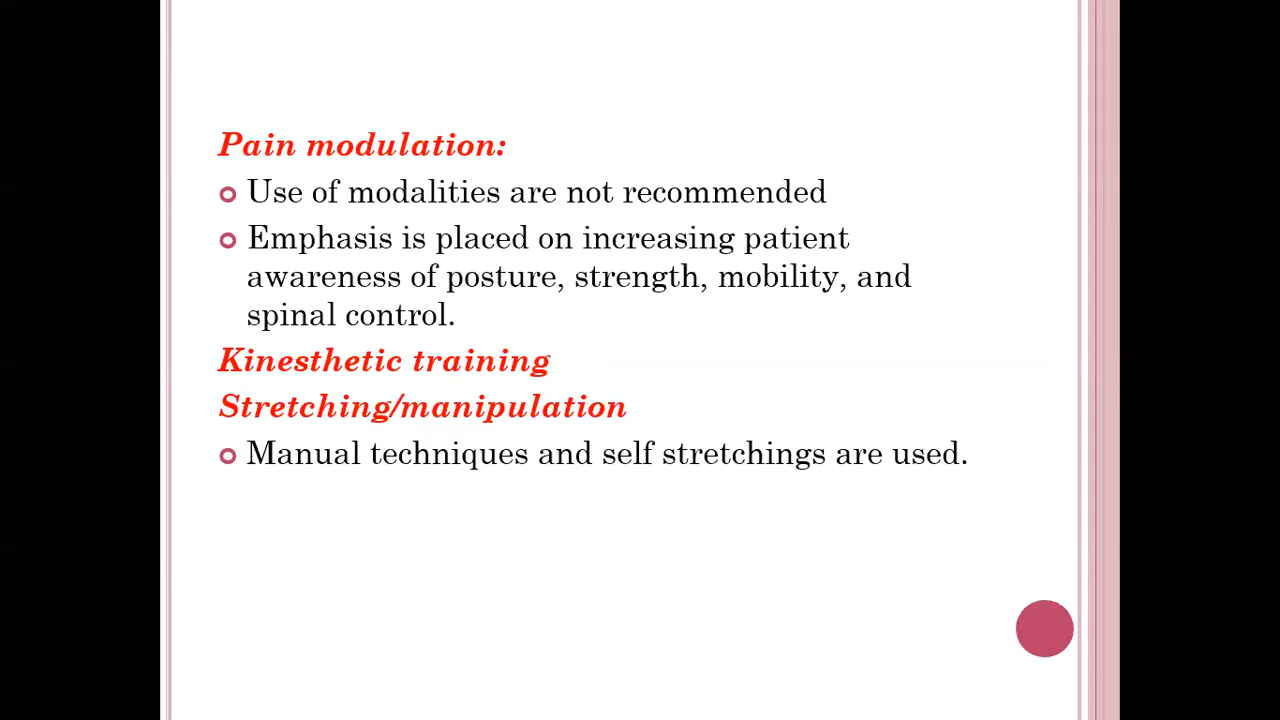 Pain modulation:
Use of modalities are not recommended
Emphasis is placed on increasing patient
awareness of posture, strength, mobility, and
spinal control.
Kinesthetic training
Stretching/manipulation
Manual techniques and self stretchings are used.